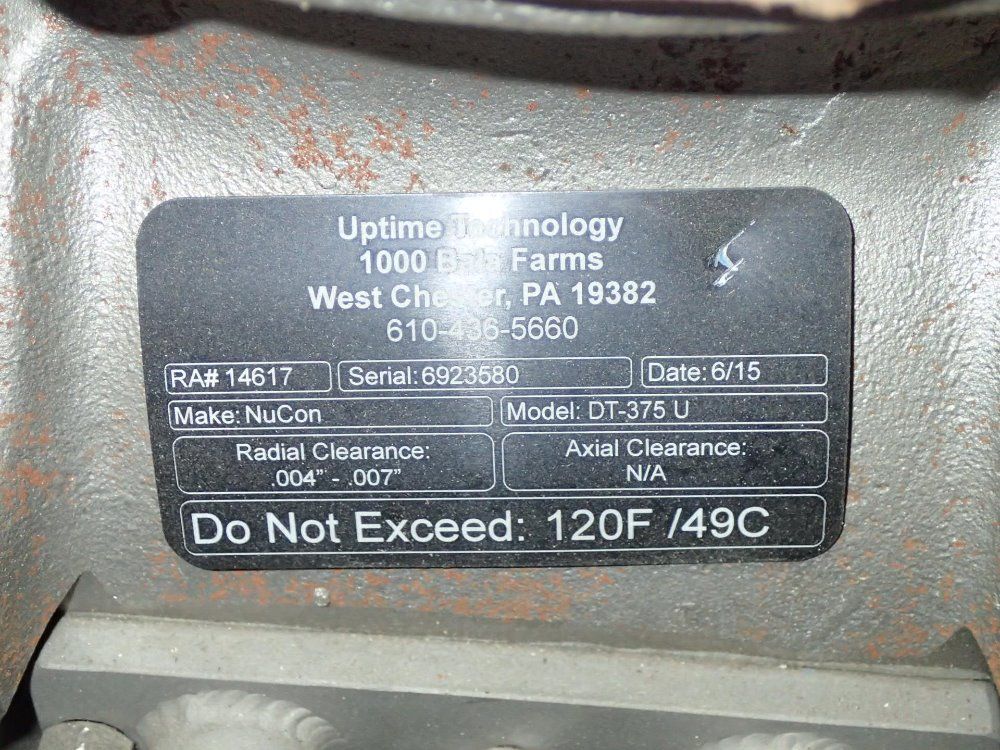 Uptime Technology
1000 Bala Farms
West Chester, PA 19382
610-436-5660
RA# 14617 Serial: 6923580 Date: 6/15
Make: NuCon Model: DT-375 U
Radial Clearance: Axial Clearance:
.004” - .007” N/A
Do Not Exceed: 120F /49C